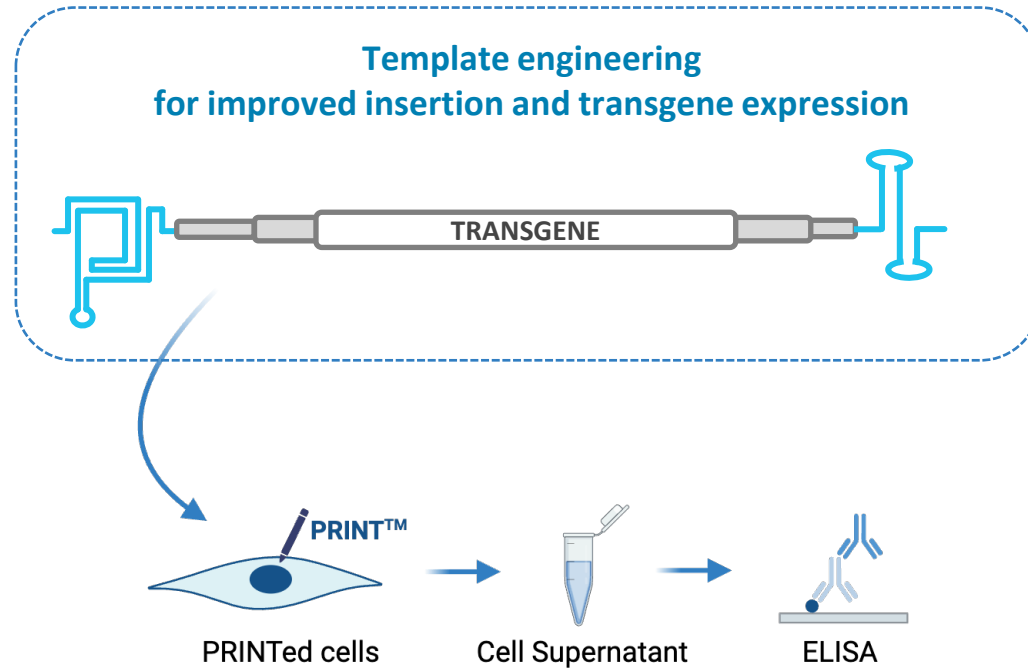 Template engineering
for improved insertion and transgene expression
TRANSGENE
PRINT™
PRINTed cells
Cell Supernatant
ELISA